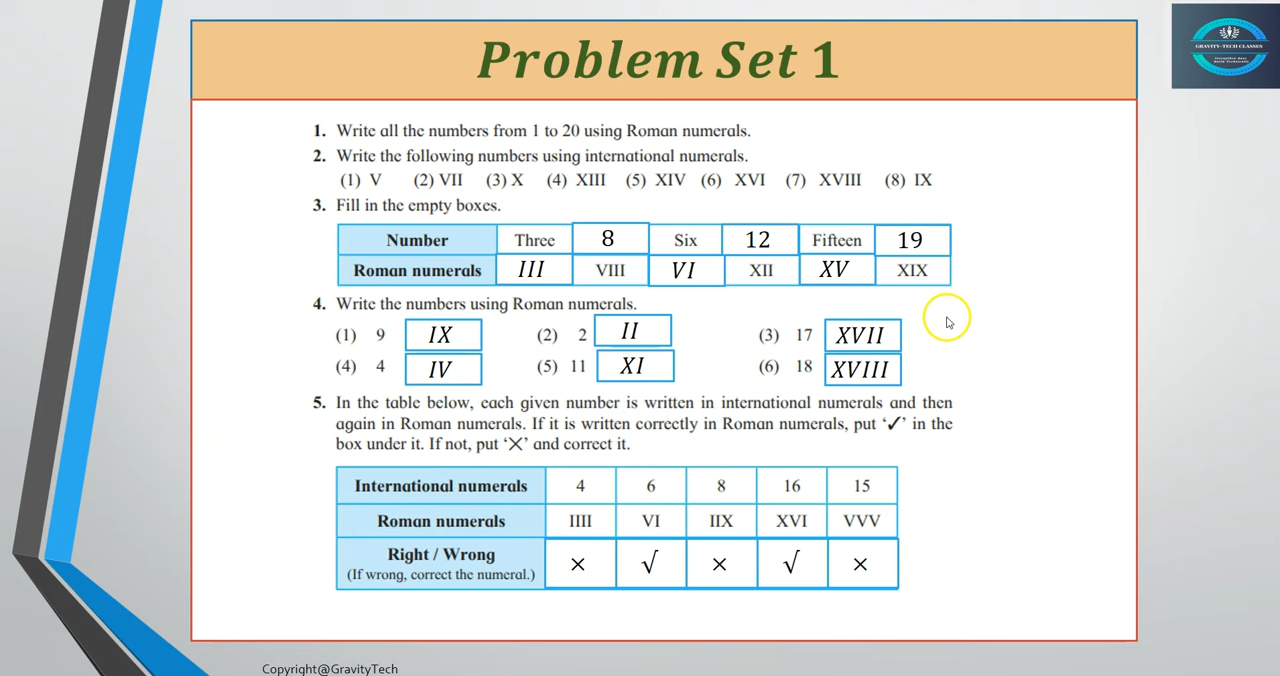 Problem Set 1
GRAVITY-TECH CLASSES
1. Write all the numbers from 1 to 20 using Roman numerals.
2. Write the following numbers using international numerals.
(1) V (2) VII (3) X (4) XIII (5) XIV (6) XVI (7) XVIII (8) IX
3. Fill in the empty boxes.
Number Three 8 Six 12 Fifteen 19
Roman numerals III VIII VI XII XV XIX
4. Write the numbers using Roman numerals.
(1) 9 IX (2) 2 II (3) 17 XVII
(4) 4 IV (5) 11 XI (6) 18 XVIII
5. In the table below, each given number is written in international numerals and then
again in Roman numerals. If it is written correctly in Roman numerals, put ‘✓’ in the
box under it. If not, put ‘✕’ and correct it.
International numerals 4 6 8 16 15
Roman numerals IIII VI IIX XVI VVV
Right / Wrong
(If wrong, correct the numeral.) × √ × √ ×
Copyright@GravityTech